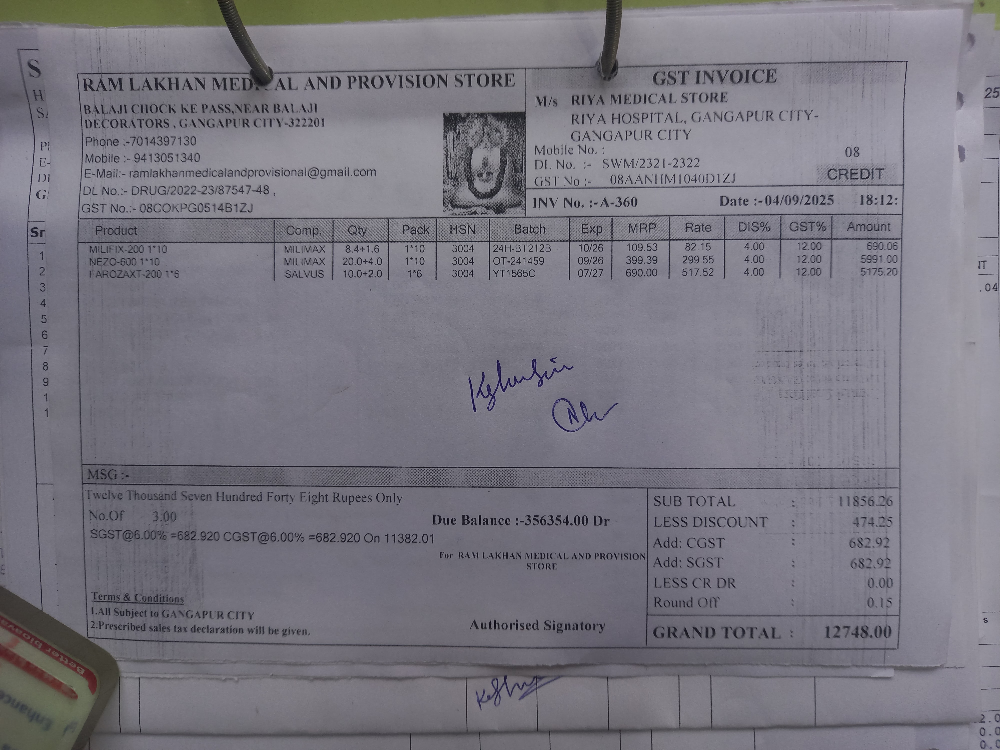 RAM LAKHAN MEDICAL AND PROVISION STORE
BALAJI CHOCK KE PASS,NEAR BALAJI
DECORATORS , GANGAPUR CITY-322201
Phone :-7014397130
Mobile :- 9413051340
E-Mail:- ramlakhanmedicalandprovisional@gmail.com
DL No.:- DRUG/2022-23/87547-48 ,
GST No.:- 08COKPG0514B1ZJ
GST INVOICE
M/s RIYA MEDICAL STORE
RIYA HOSPITAL, GANGAPUR CITY-
GANGAPUR CITY
Mobile No. :
08
DL. No. :- SWM/2321-2322
GST No :- 08AANHM1040D1ZJ
CREDIT
INV No. :-A-360 Date :-04/09/2025 18:12:
Sr Product Comp. Qty Pack HSN Batch Exp MRP Rate DIS% GST% Amount
1 MILIFIX-200 1*10 MILIMAX 8.4+1.6 1*10 3004 10/26 109.53 82.15 4.00 12.00 690.06
2 NEZO-600 1*10 MILIMAX 20.0+4.0 1*10 3004 OT-241459 09/26 399.39 299.55 4.00 12.00 5991.00
FAROZAXT-200 1*6 SALVUS 10.0+2.0 1*6 3004 YT1565C 07/27 690.00 517.52 4.00 12.00 5175.20
MSG :-
Twelve Thousand Seven Hundred Forty Eight Rupees Only
No.Of 3.00
Due Balance :-356354.00 Dr
SGST@6.00% =682.920 CGST@6.00% =682.920 On 11382.01
For RAM LAKHAN MEDICAL AND PROVISION
STORE
Terms & Conditions
1.All Subject to GANGAPUR CITY
2.Prescribed sales tax declaration will be given.
Authorised Signatory
SUB TOTAL : 11856.26
LESS DISCOUNT : 474.25
Add: CGST : 682.92
Add: SGST : 682.92
LESS CR DR : 0.00
Round Off : 0.15
GRAND TOTAL : 12748.00